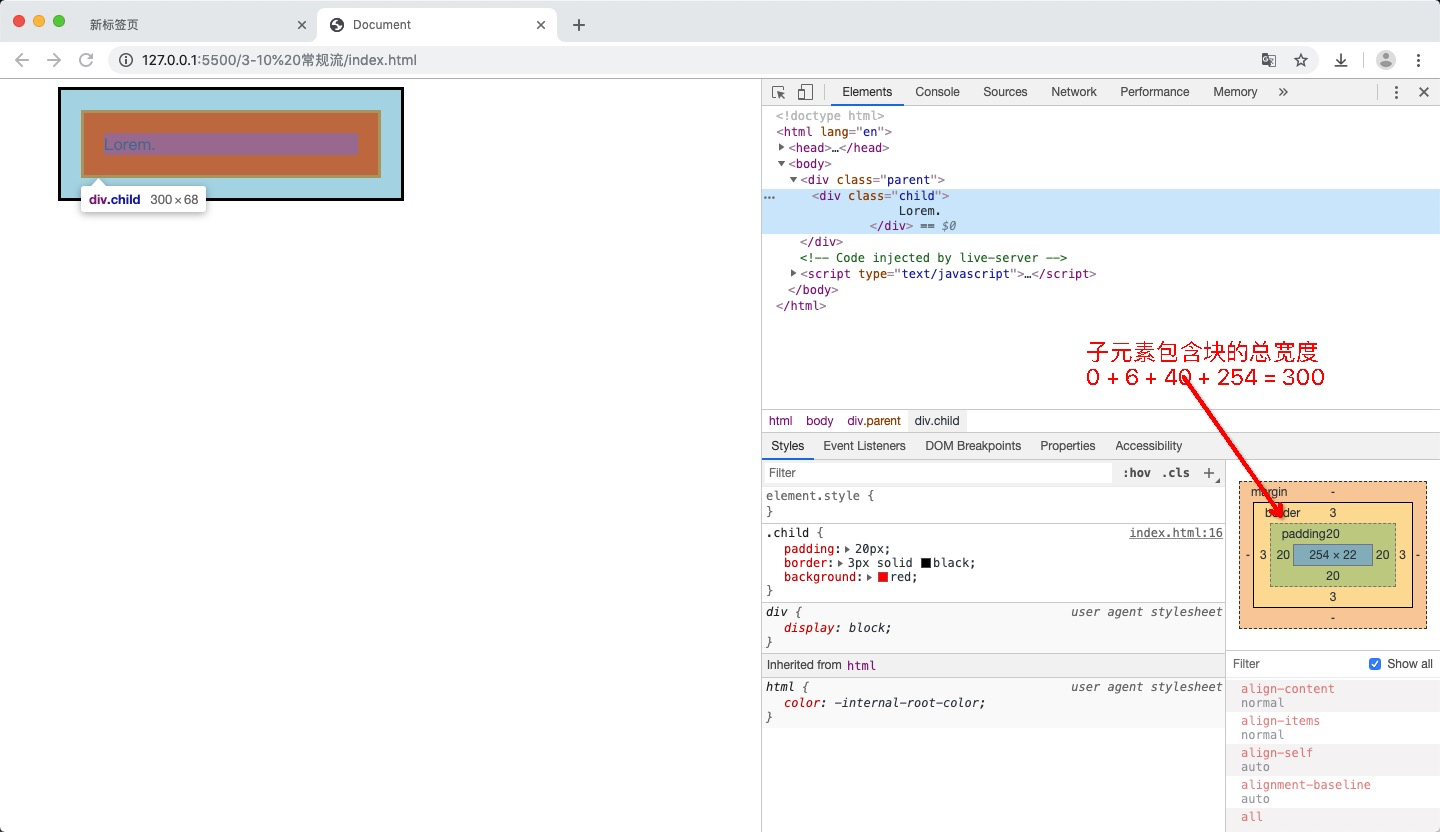 新标签页
Document
127.0.0.1:5500/3-10%20常规流/index.html
Lorem.
div.child 300 × 68
Elements Console Sources Network Performance Memory »
<!doctype html>
<html lang="en">
<head>…</head>
<body>
<div class="parent">
<div class="child">
Lorem.
</div> == $0
</div>
<!-- Code injected by live-server -->
<script type="text/javascript">…</script>
</body>
</html>
子元素包含块的总宽度
0 + 6 + 40 + 254 = 300
html body div.parent div.child
Styles Event Listeners DOM Breakpoints Properties Accessibility
Filter :hov .cls +
element.style {
}
.child { index.html:16
padding: 20px;
border: 3px solid black;
background: red;
}
div { user agent stylesheet
display: block;
}
Inherited from html
html { user agent stylesheet
color: -internal-root-color;
}
margin -
border 3
padding20
- 3 20 254 × 22 20 3 -
20
3
-
Filter Show all
align-content
normal
align-items
normal
align-self
auto
alignment-baseline
auto
all